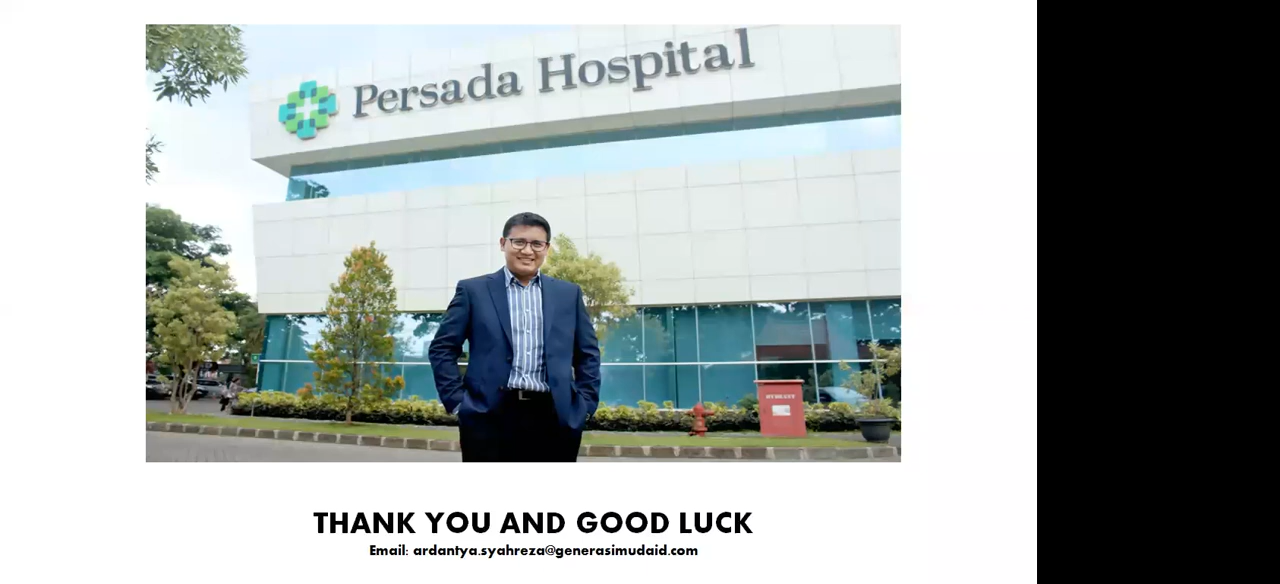 Persada Hospital
HYDRANT
THANK YOU AND GOOD LUCK
Email: ardantya.syahreza@generasimudaid.com